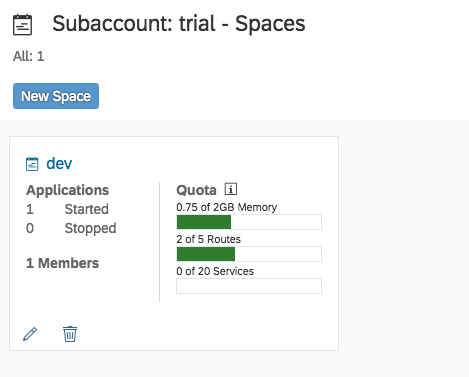 Subaccount: trial - Spaces
All: 1
New Space
dev
Applications
1 Started
0 Stopped
1 Members
Quota
0.75 of 2GB Memory
2 of 5 Routes
0 of 20 Services